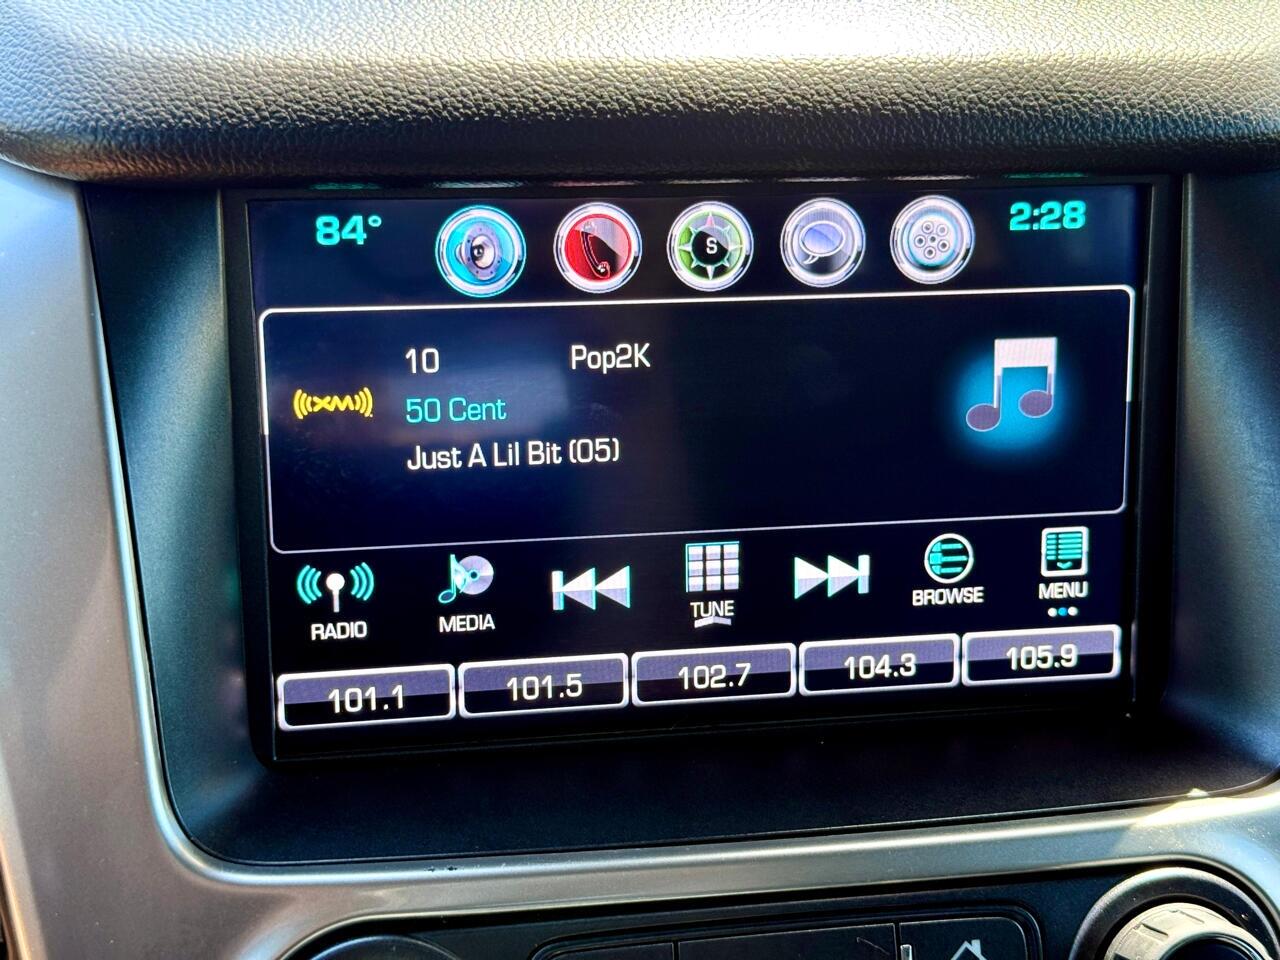 84° S 2:28
10 Pop2K
((XM))
50 Cent
Just A Lil Bit (05)
RADIO MEDIA TUNE BROWSE MENU
101.1 101.5 102.7 104.3 105.9